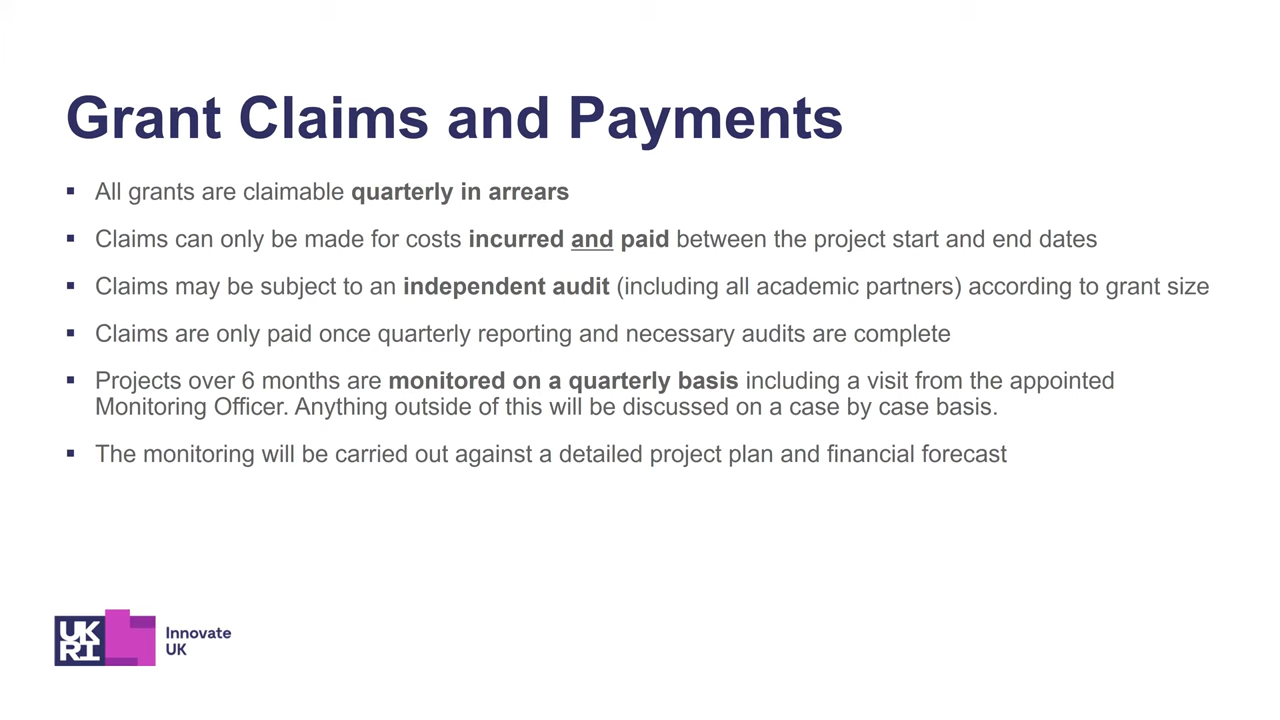 Grant Claims and Payments
▪ All grants are claimable quarterly in arrears
▪ Claims can only be made for costs incurred and paid between the project start and end dates
▪ Claims may be subject to an independent audit (including all academic partners) according to grant size
▪ Claims are only paid once quarterly reporting and necessary audits are complete
▪ Projects over 6 months are monitored on a quarterly basis including a visit from the appointed
Monitoring Officer. Anything outside of this will be discussed on a case by case basis.
▪ The monitoring will be carried out against a detailed project plan and financial forecast
UK
RI
Innovate
UK